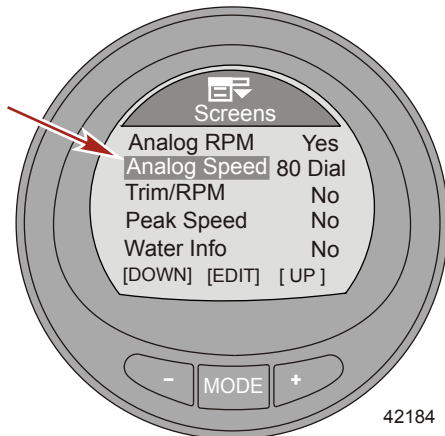 Screens
Analog RPM Yes
Analog Speed 80 Dial
Trim/RPM No
Peak Speed No
Water Info No
[DOWN] [EDIT] [ UP ]
- MODE +
42184